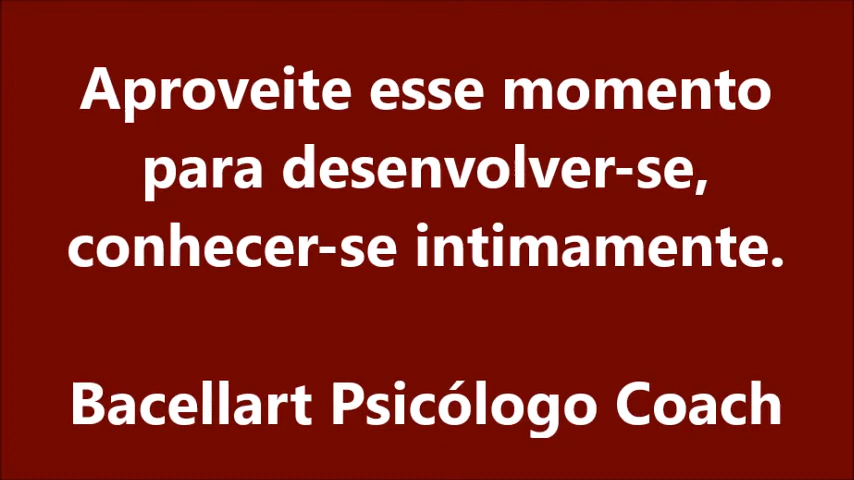 Aproveite esse momento
para desenvolver-se,
conhecer-se intimamente.
Bacellart Psicólogo Coach